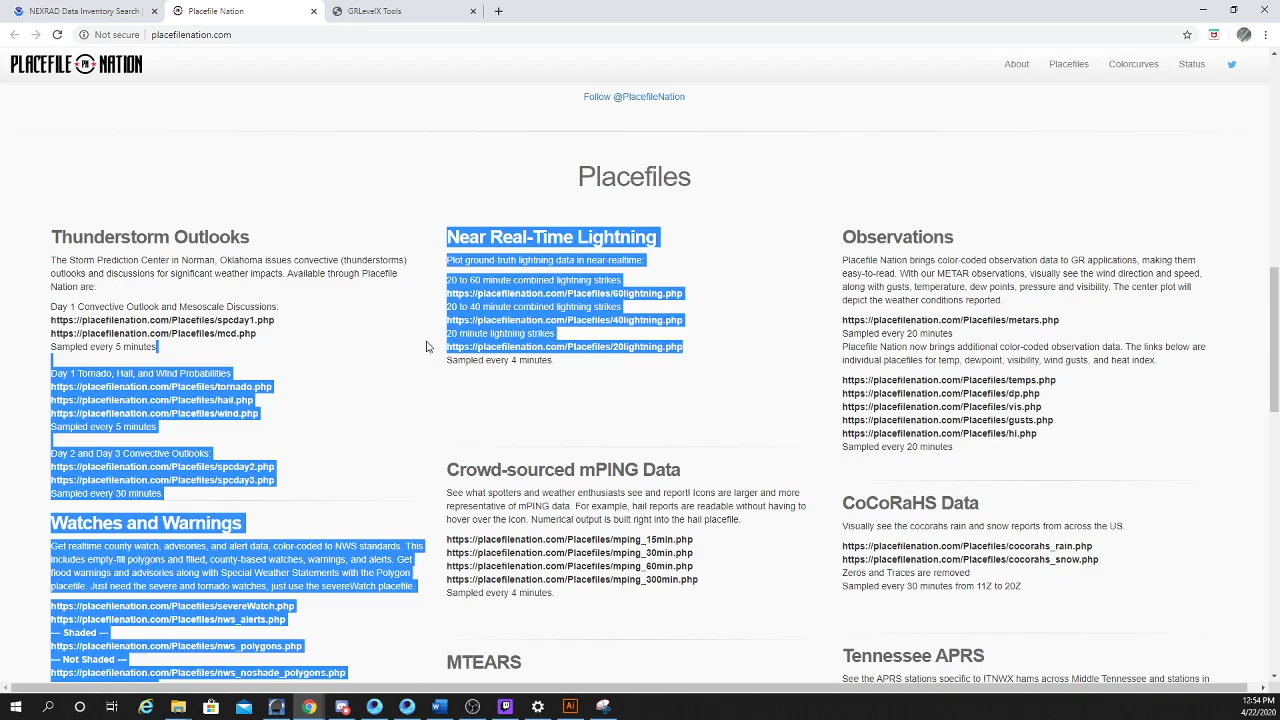 NEXRAD Data Inventory Search |
Placefile Nation
GRLevelX Tools
Not secure | placefilenation.com
PLACEFILE PN NATION
About
Placefiles
Colorcurves
Status
Follow @PlacefileNation
Placefiles
Thunderstorm Outlooks
The Storm Prediction Center in Norman, Oklahoma issues convective (thunderstorms)
outlooks and discussions for significant weather impacts. Available through Placefile
Nation are:
Day 1 Convective Outlook and Mesoscale Discussions:
https://placefilenation.com/Placefiles/spcday1.php
https://placefilenation.com/Placefiles/mcd.php
Sampled every 5 minutes
Day 1 Tornado, Hail, and Wind Probabilities
https://placefilenation.com/Placefiles/tornado.php
https://placefilenation.com/Placefiles/hail.php
https://placefilenation.com/Placefiles/wind.php
Sampled every 5 minutes
Day 2 and Day 3 Convective Outlooks:
https://placefilenation.com/Placefiles/spcday2.php
https://placefilenation.com/Placefiles/spcday3.php
Sampled every 30 minutes
Watches and Warnings
Get realtime county watch, advisories, and alert data, color-coded to NWS standards. This
includes empty-fill polygons and filled, county-based watches, warnings, and alerts. Get
flood warnings and advisories along with Special Weather Statements with the Polygon
placefile. Just need the severe and tornado watches, just use the severeWatch placefile.
https://placefilenation.com/Placefiles/severeWatch.php
https://placefilenation.com/Placefiles/nws_alerts.php
--- Shaded ---
https://placefilenation.com/Placefiles/nws_polygons.php
--- Not Shaded ---
https://placefilenation.com/Placefiles/nws_noshade_polygons.php
Near Real-Time Lightning
Plot ground-truth lightning data in near-realtime:
20 to 60 minute combined lightning strikes
https://placefilenation.com/Placefiles/60lightning.php
20 to 40 minute combined lightning strikes
https://placefilenation.com/Placefiles/40lightning.php
20 minute lightning strikes
https://placefilenation.com/Placefiles/20lightning.php
Sampled every 4 minutes.
Crowd-sourced mPING Data
See what spotters and weather enthusiasts see and report! Icons are larger and more
representative of mPING data. For example, hail reports are readable without having to
hover over the icon. Numerical output is built right into the hail placefile.
https://placefilenation.com/Placefiles/mping_15min.php
https://placefilenation.com/Placefiles/mping_30min.php
https://placefilenation.com/Placefiles/mping_60min.php
https://placefilenation.com/Placefiles/mping_300min.php
Sampled every 4 minutes.
MTEARS
Observations
Placefile Nation brings color-coded observation data to GR applications, making them
easy-to-read. With our METAR observations, visually see the wind direction and speed,
along with gusts, temperature, dew points, pressure and visibility. The center plot will
depict the weather conditions reported.
https://placefilenation.com/Placefiles/metars.php
Sampled every 20 minutes
Placefile Nation now brings additional color-coded observation data. The links below are
individual placefiles for temp, dewpoint, visibility, wind gusts, and heat index.
https://placefilenation.com/Placefiles/temps.php
https://placefilenation.com/Placefiles/dp.php
https://placefilenation.com/Placefiles/vis.php
https://placefilenation.com/Placefiles/gusts.php
https://placefilenation.com/Placefiles/hi.php
Sampled every 20 minutes
CoCoRaHS Data
Visually see the cocorahs rain and snow reports from across the US.
https://placefilenation.com/Placefiles/cocorahs_rain.php
https://placefilenation.com/Placefiles/cocorahs_snow.php
Zeros and Traces are removed
Sampled every 30 minutes from 11Z to 20Z
Tennessee APRS
See the APRS stations specific to ITNWX hams across Middle Tennessee and stations in
12:54 PM
4/22/2020